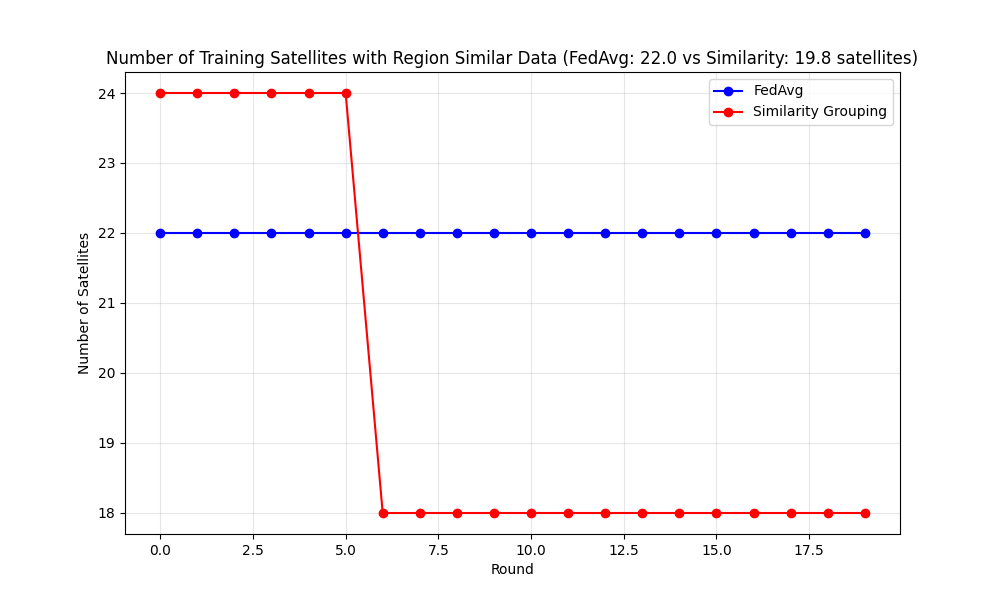 Number of Training Satellites with Region Similar Data (FedAvg: 22.0 vs Similarity: 19.8 satellites)
FedAvg
Similarity Grouping
Number of Satellites
24
23
22
21
20
19
18
0.0 2.5 5.0 7.5 10.0 12.5 15.0 17.5
Round